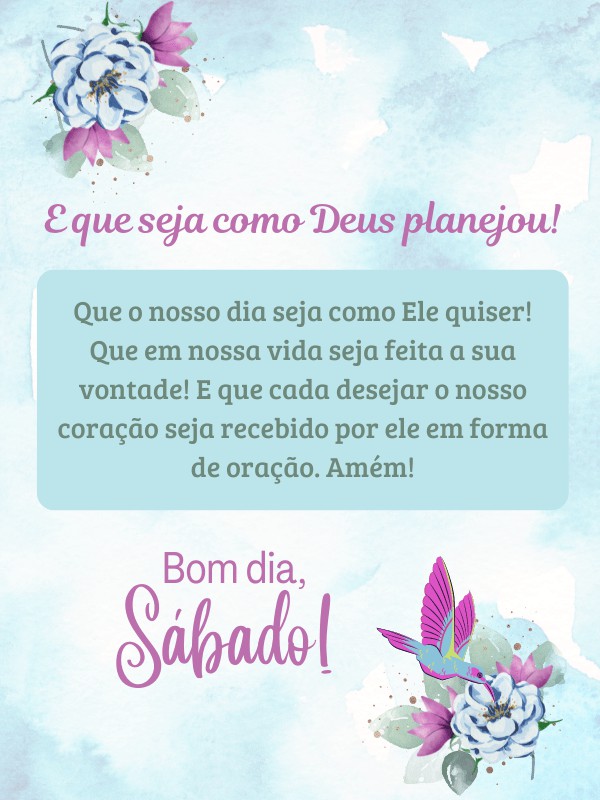 E que seja como Deus planejou!
Que o nosso dia seja como Ele quiser!
Que em nossa vida seja feita a sua
vontade! E que cada desejar o nosso
coração seja recebido por ele em forma
de oração. Amém!
Bom dia,
Sábado!